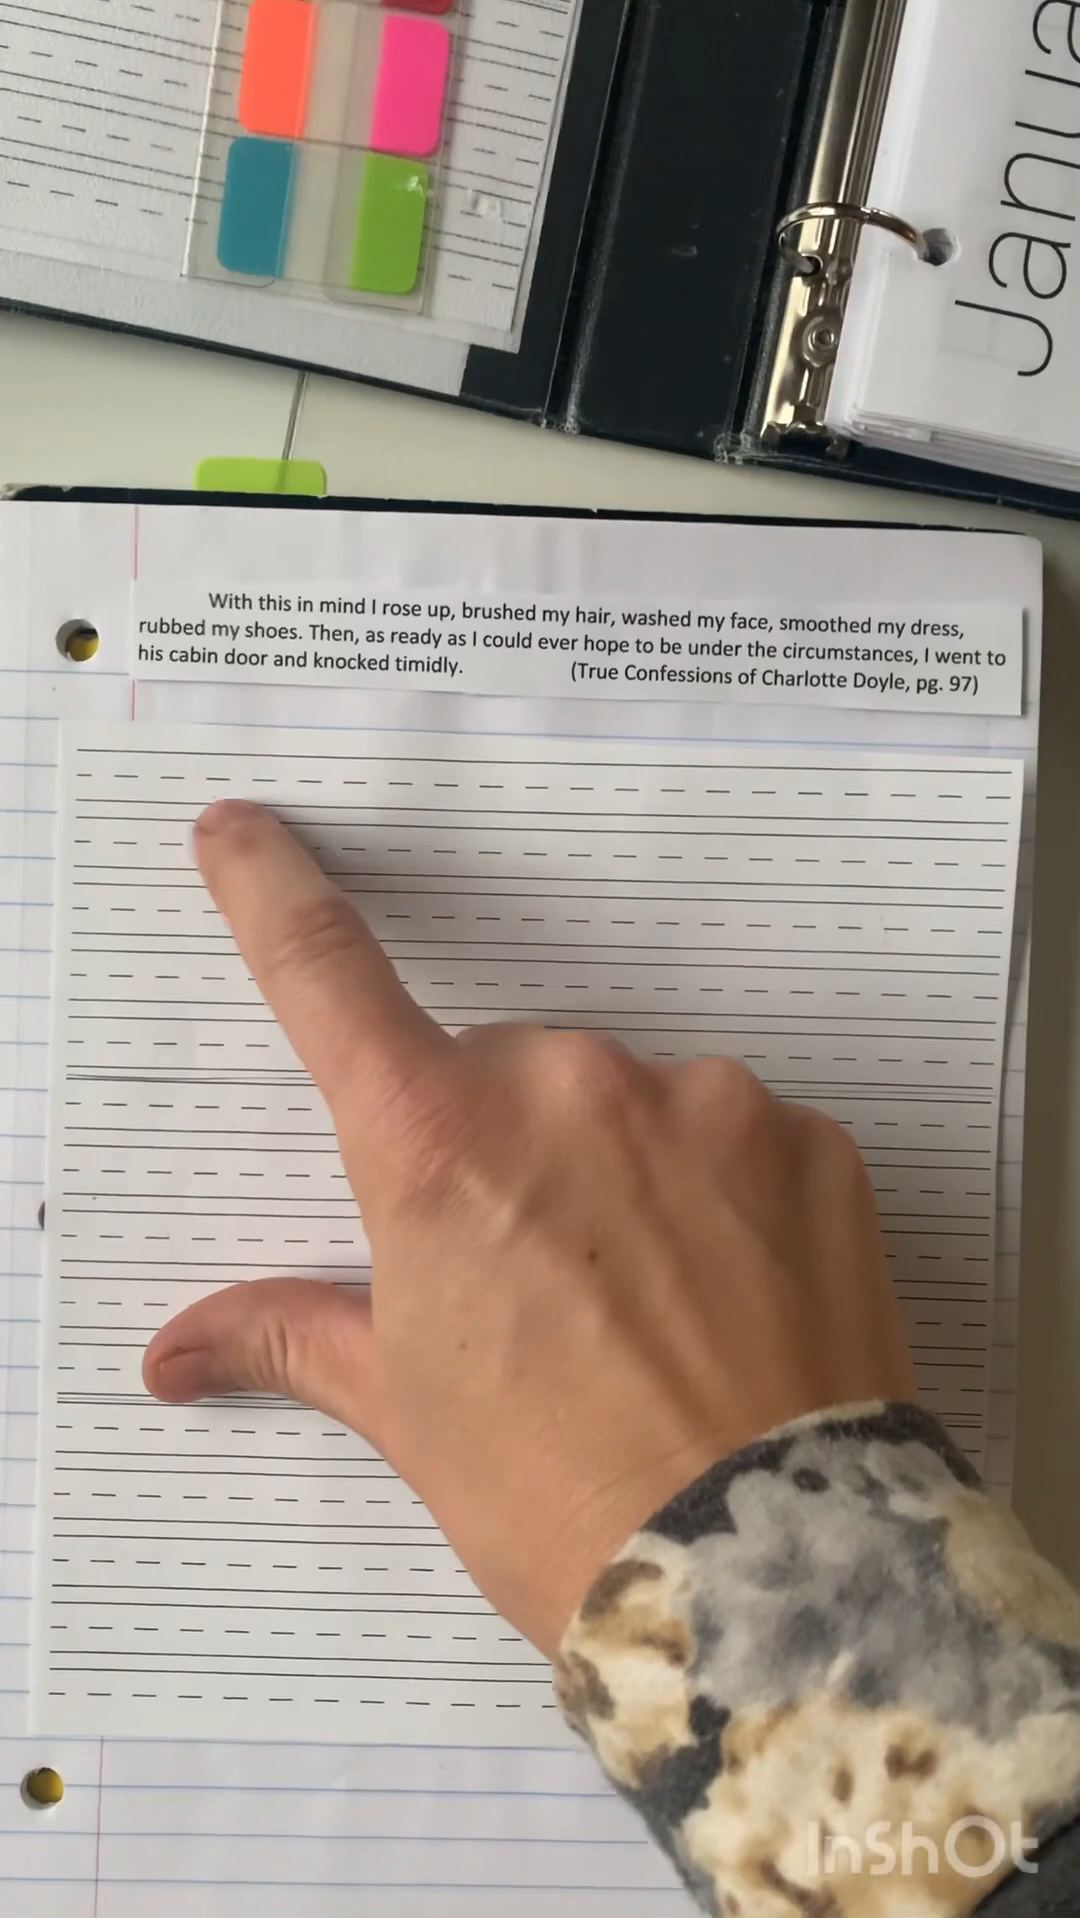 Janua
With this in mind I rose up, brushed my hair, washed my face, smoothed my dress,
rubbed my shoes. Then, as ready as I could ever hope to be under the circumstances, I went to
his cabin door and knocked timidly. (True Confessions of Charlotte Doyle, pg. 97)
InShOt